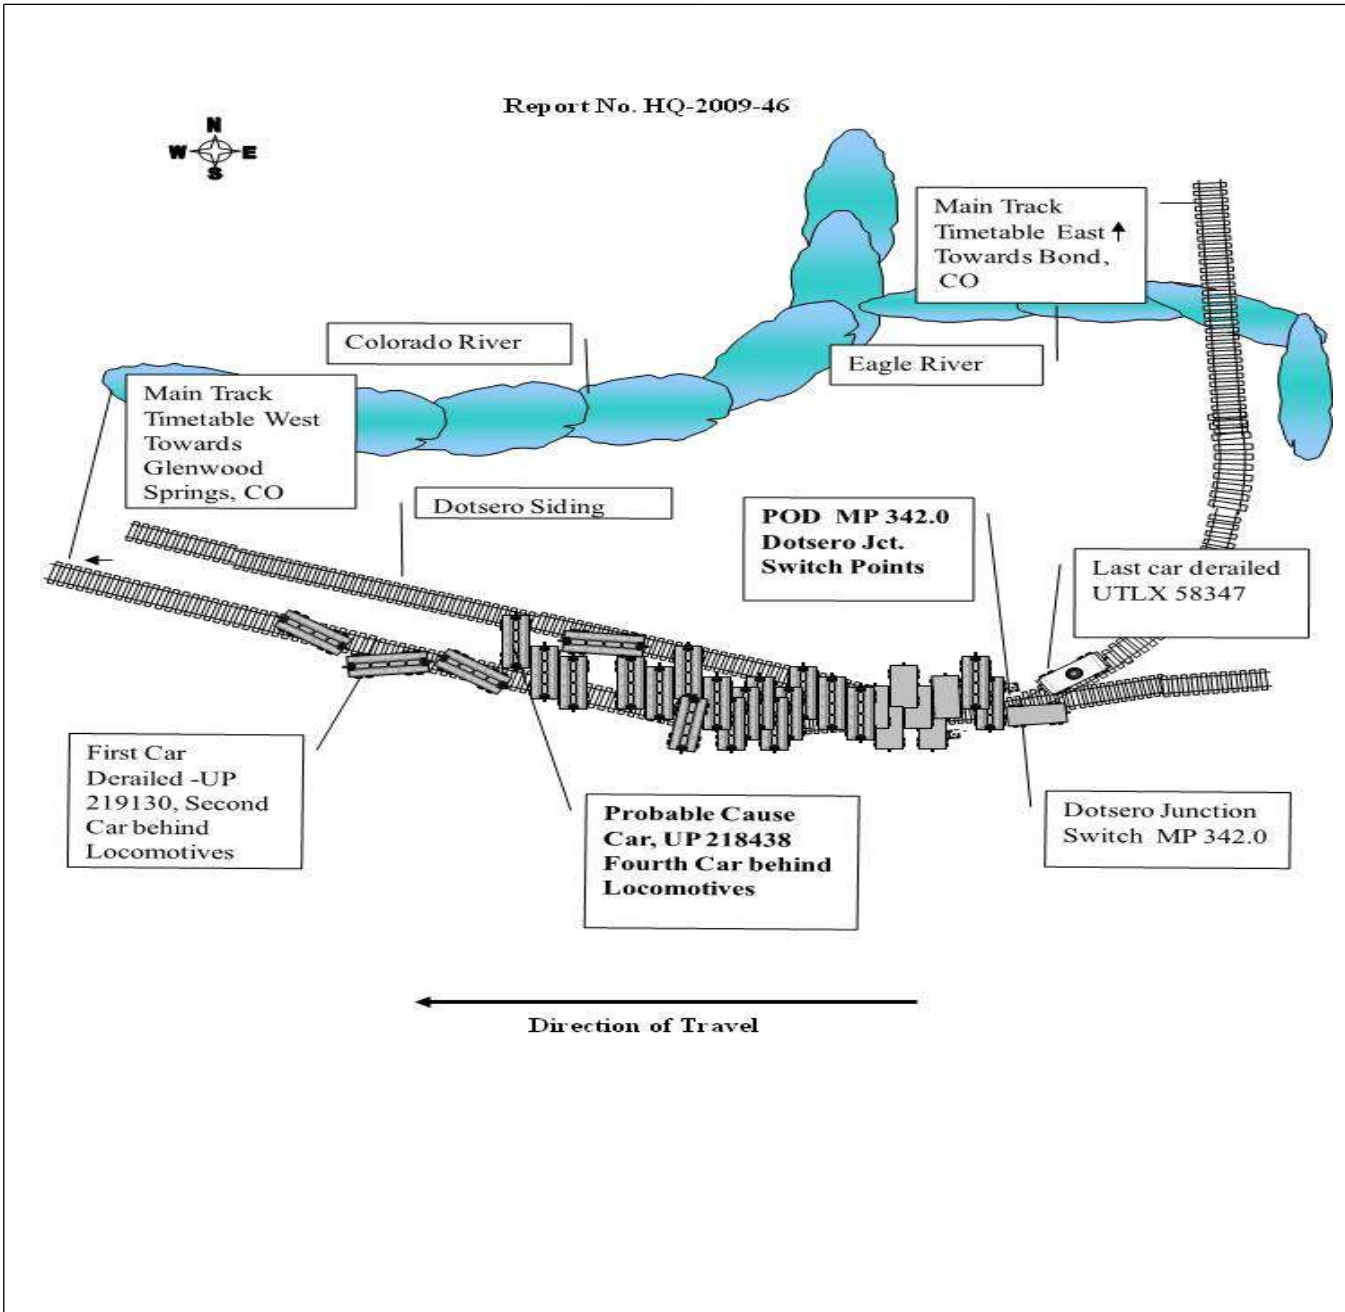 Report No. HQ-2009-46
N
W E
S
Main Track
Timetable East
Towards Bond,
CO
Colorado River
Eagle River
Main Track
Timetable West
Towards
Glenwood
Springs, CO
Dotsero Siding
POD MP 342.0
Dotsero Jct.
Switch Points
Last car derailed
UTLX 58347
First Car
Derailed -UP
219130, Second
Car behind
Locomotives
Probable Cause
Car, UP 218438
Fourth Car behind
Locomotives
Dotsero Junction
Switch MP 342.0
Direction of Travel